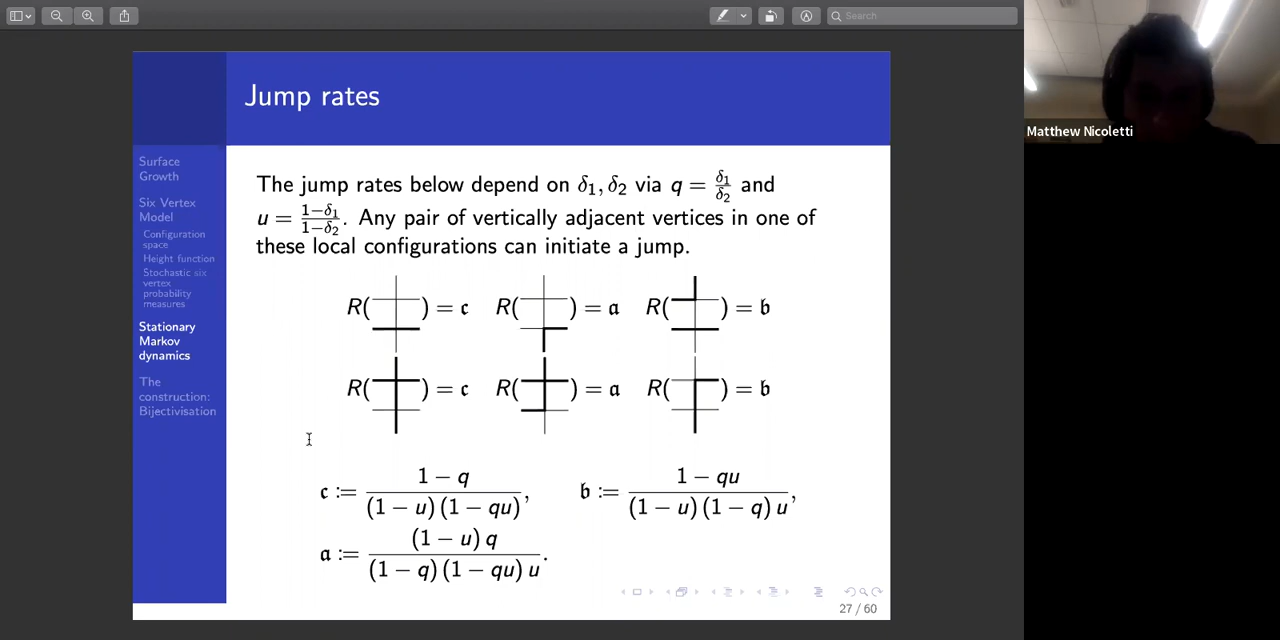 Search
Matthew Nicoletti
Jump rates
Surface
Growth
Six Vertex
Model
Configuration
space
Height function
Stochastic six
vertex
probability
measures
Stationary
Markov
dynamics
The
construction:
Bijectivisation
The jump rates below depend on δ₁, δ₂ via q = δ₁/δ₂ and
u = (1−δ₁)/(1−δ₂). Any pair of vertically adjacent vertices in one of
these local configurations can initiate a jump.
R( ) = 𝔠 R( ) = 𝔞 R( ) = 𝔟
R( ) = 𝔠 R( ) = 𝔞 R( ) = 𝔟
𝔠 := (1 − q)/((1 − u)(1 − qu)), 𝔟 := (1 − qu)/((1 − u)(1 − q)u),
𝔞 := ((1 − u)q)/((1 − q)(1 − qu)u).
27 / 60